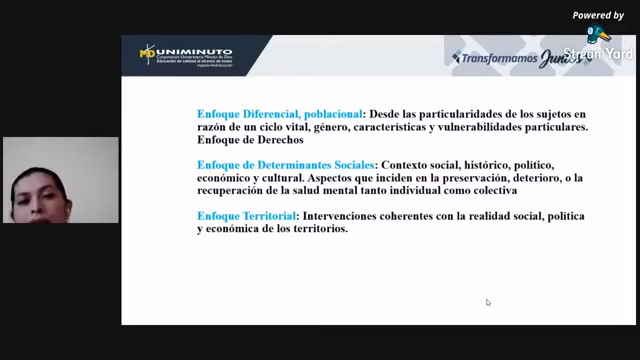 Powered by
StreamYard
UNIMINUTO
Corporación Universitaria Minuto de Dios
Educación de calidad al alcance de todos
Transformamos Juntos
Enfoque Diferencial, poblacional: Desde las particularidades de los sujetos en
razón de un ciclo vital, género, características y vulnerabilidades particulares.
Enfoque de Derechos
Enfoque de Determinantes Sociales: Contexto social, histórico, político,
económico y cultural. Aspectos que inciden en la preservación, deterioro, o la
recuperación de la salud mental tanto individual como colectiva
Enfoque Territorial: Intervenciones coherentes con la realidad social, política
y económica de los territorios.